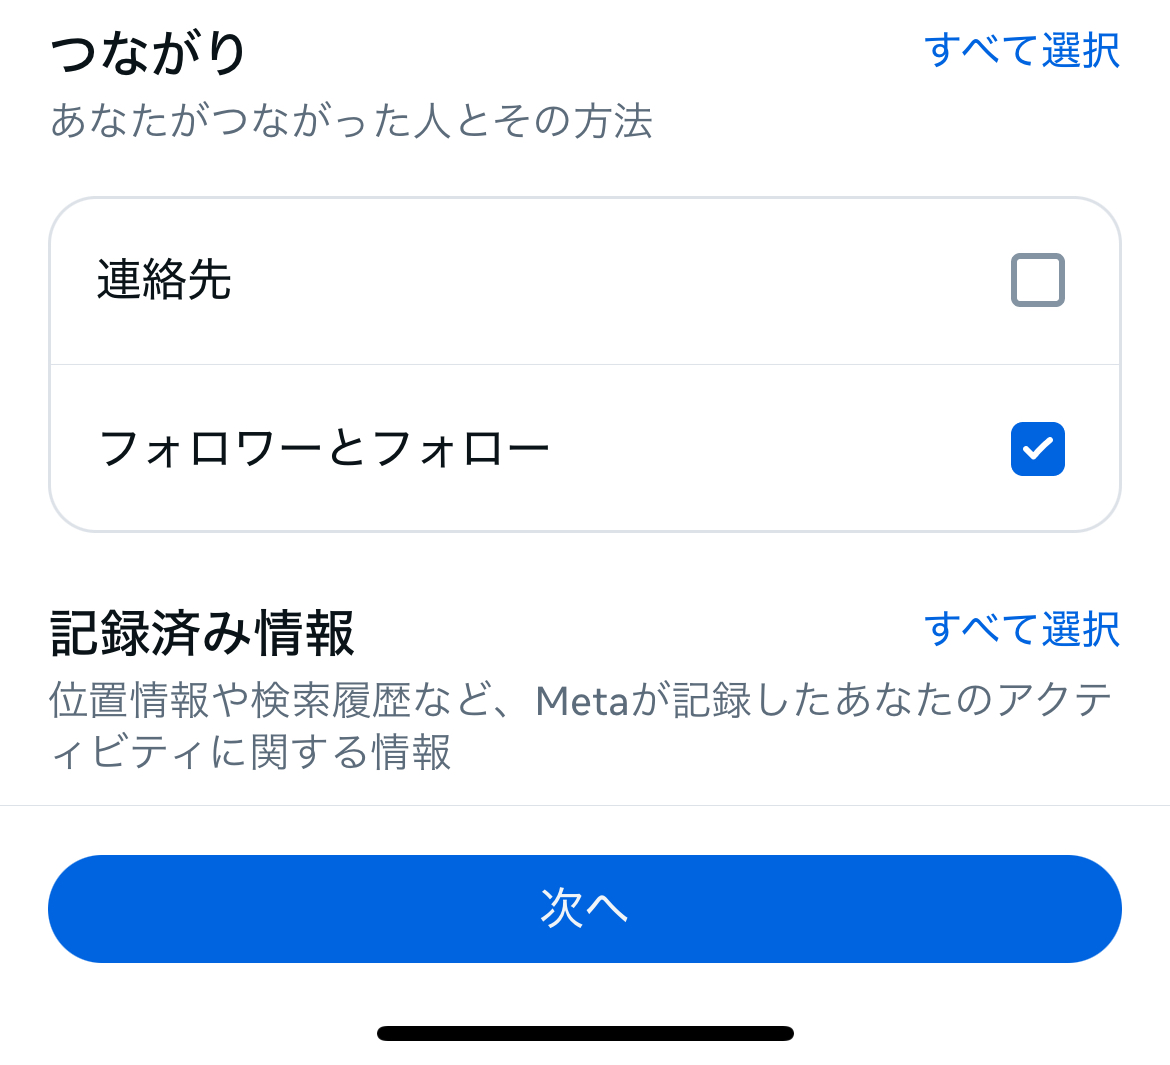 つながり
すべて選択
あなたがつながった人とその方法
連絡先
フォロワーとフォロー
記録済み情報
すべて選択
位置情報や検索履歴など、Metaが記録したあなたのアクテ
ィビティに関する情報
次へ